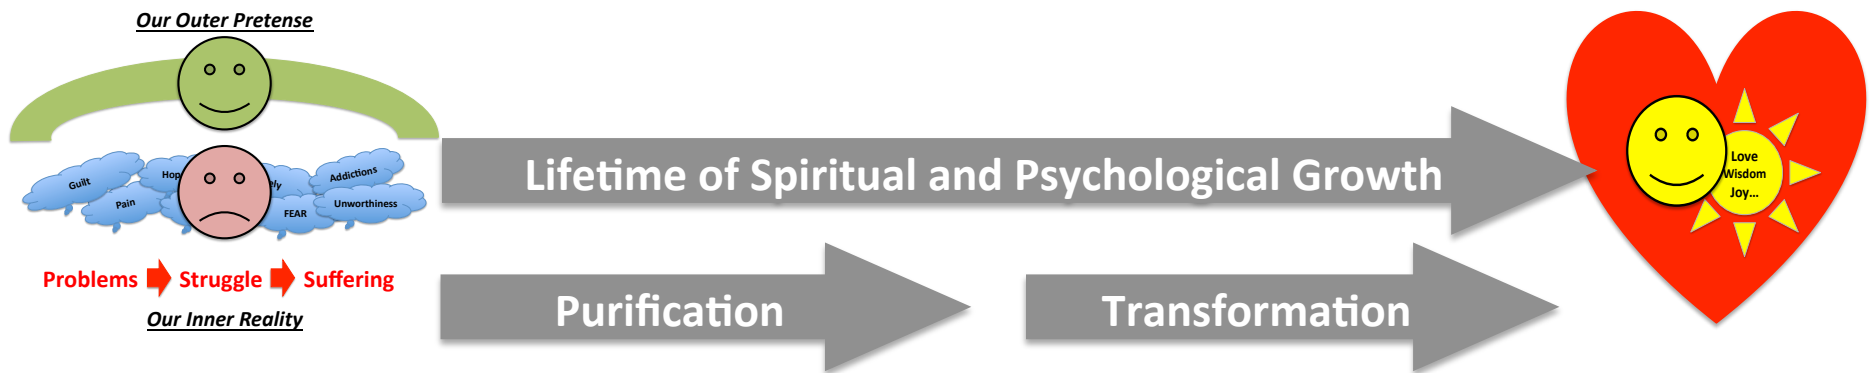 Our Outer Pretense
Guilt
Addictions
Pain
FEAR
Unworthiness
Problems Struggle Suffering
Our Inner Reality
Lifetime of Spiritual and Psychological Growth
Purification
Transformation
Love
Wisdom
Joy...